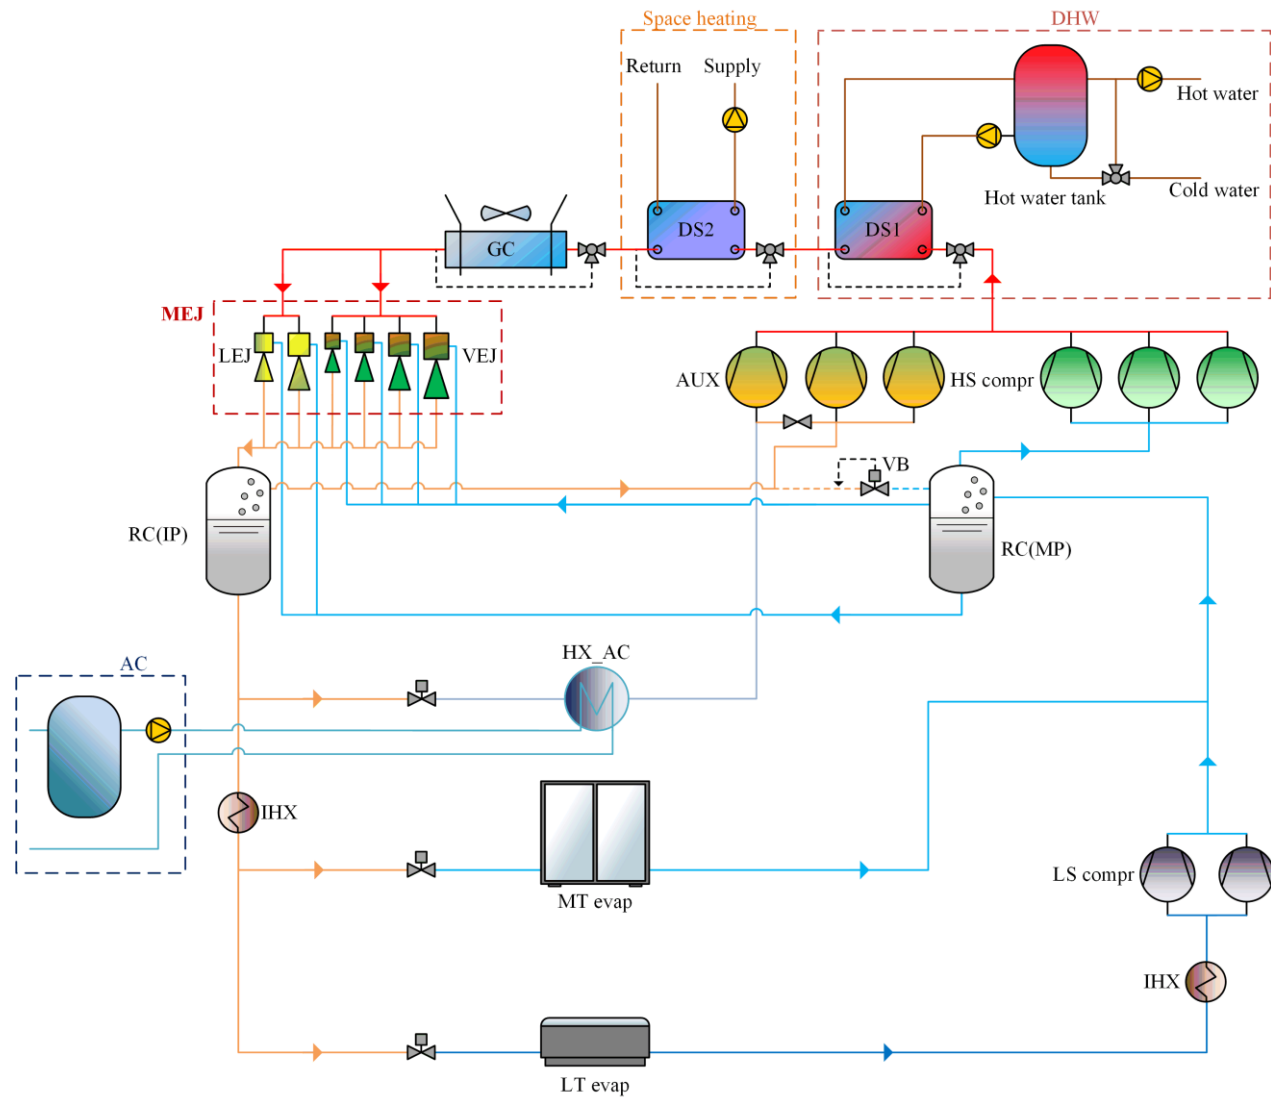 Space heating
DHW
Return
Supply
Hot water
Hot water tank
Cold water
GC
DS2
DS1
MEJ
LEJ
VEJ
AUX
HS compr
VB
RC(IP)
RC(MP)
HX_AC
AC
IHX
MT evap
LS compr
IHX
LT evap